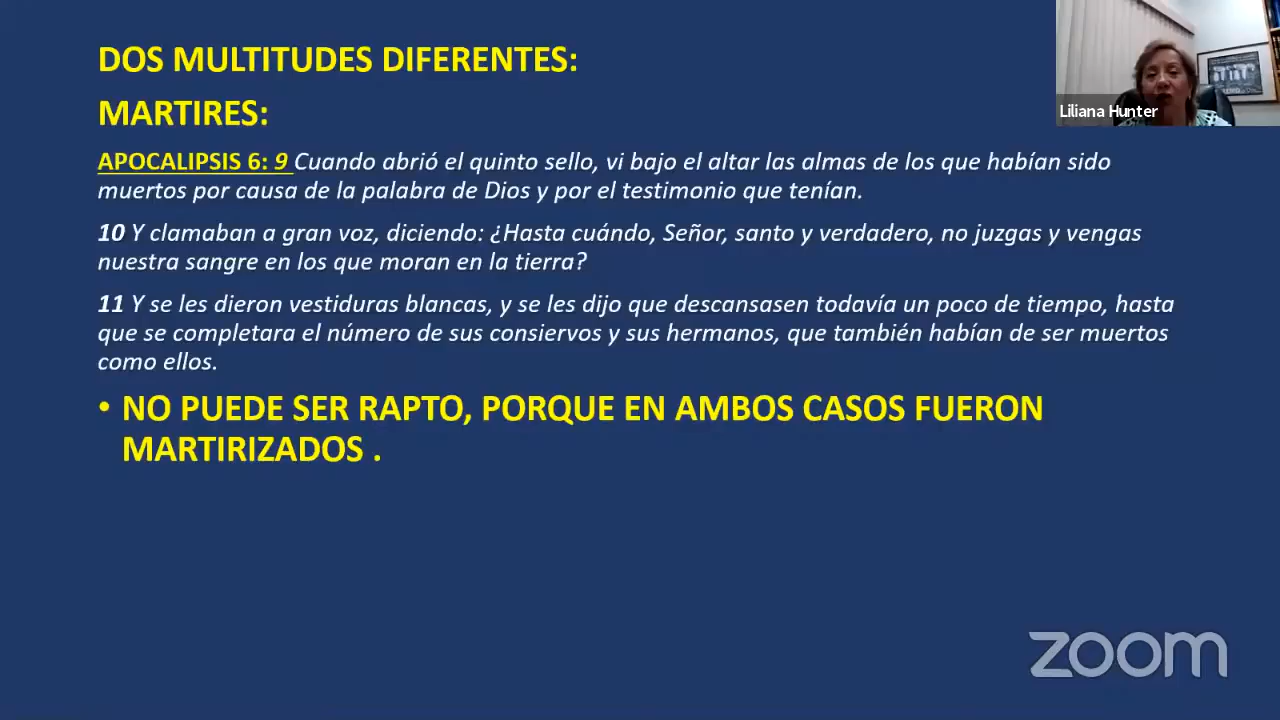 DOS MULTITUDES DIFERENTES:
MARTIRES:
APOCALIPSIS 6: 9 Cuando abrió el quinto sello, vi bajo el altar las almas de los que habían sido
muertos por causa de la palabra de Dios y por el testimonio que tenían.
10 Y clamaban a gran voz, diciendo: ¿Hasta cuándo, Señor, santo y verdadero, no juzgas y vengas
nuestra sangre en los que moran en la tierra?
11 Y se les dieron vestiduras blancas, y se les dijo que descansasen todavía un poco de tiempo, hasta
que se completara el número de sus consiervos y sus hermanos, que también habían de ser muertos
como ellos.
• NO PUEDE SER RAPTO, PORQUE EN AMBOS CASOS FUERON
MARTIRIZADOS .
Liliana Hunter
zoom